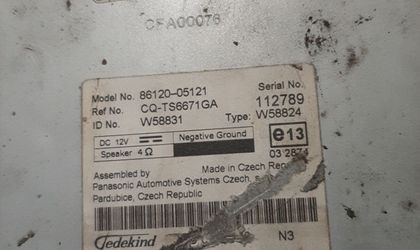 CFA00076
Model No. 86120-05121 Serial No.
Ref No. CQ-TS6671GA 112789
ID No. W58831 Type: W58824
DC 12V Negative Ground e13
Speaker 4Ω 03 287
Assembled by Made in Czech Rep
Panasonic Automotive Systems Czech, s.
Pardubice, Czech Republic
Gedekind N3